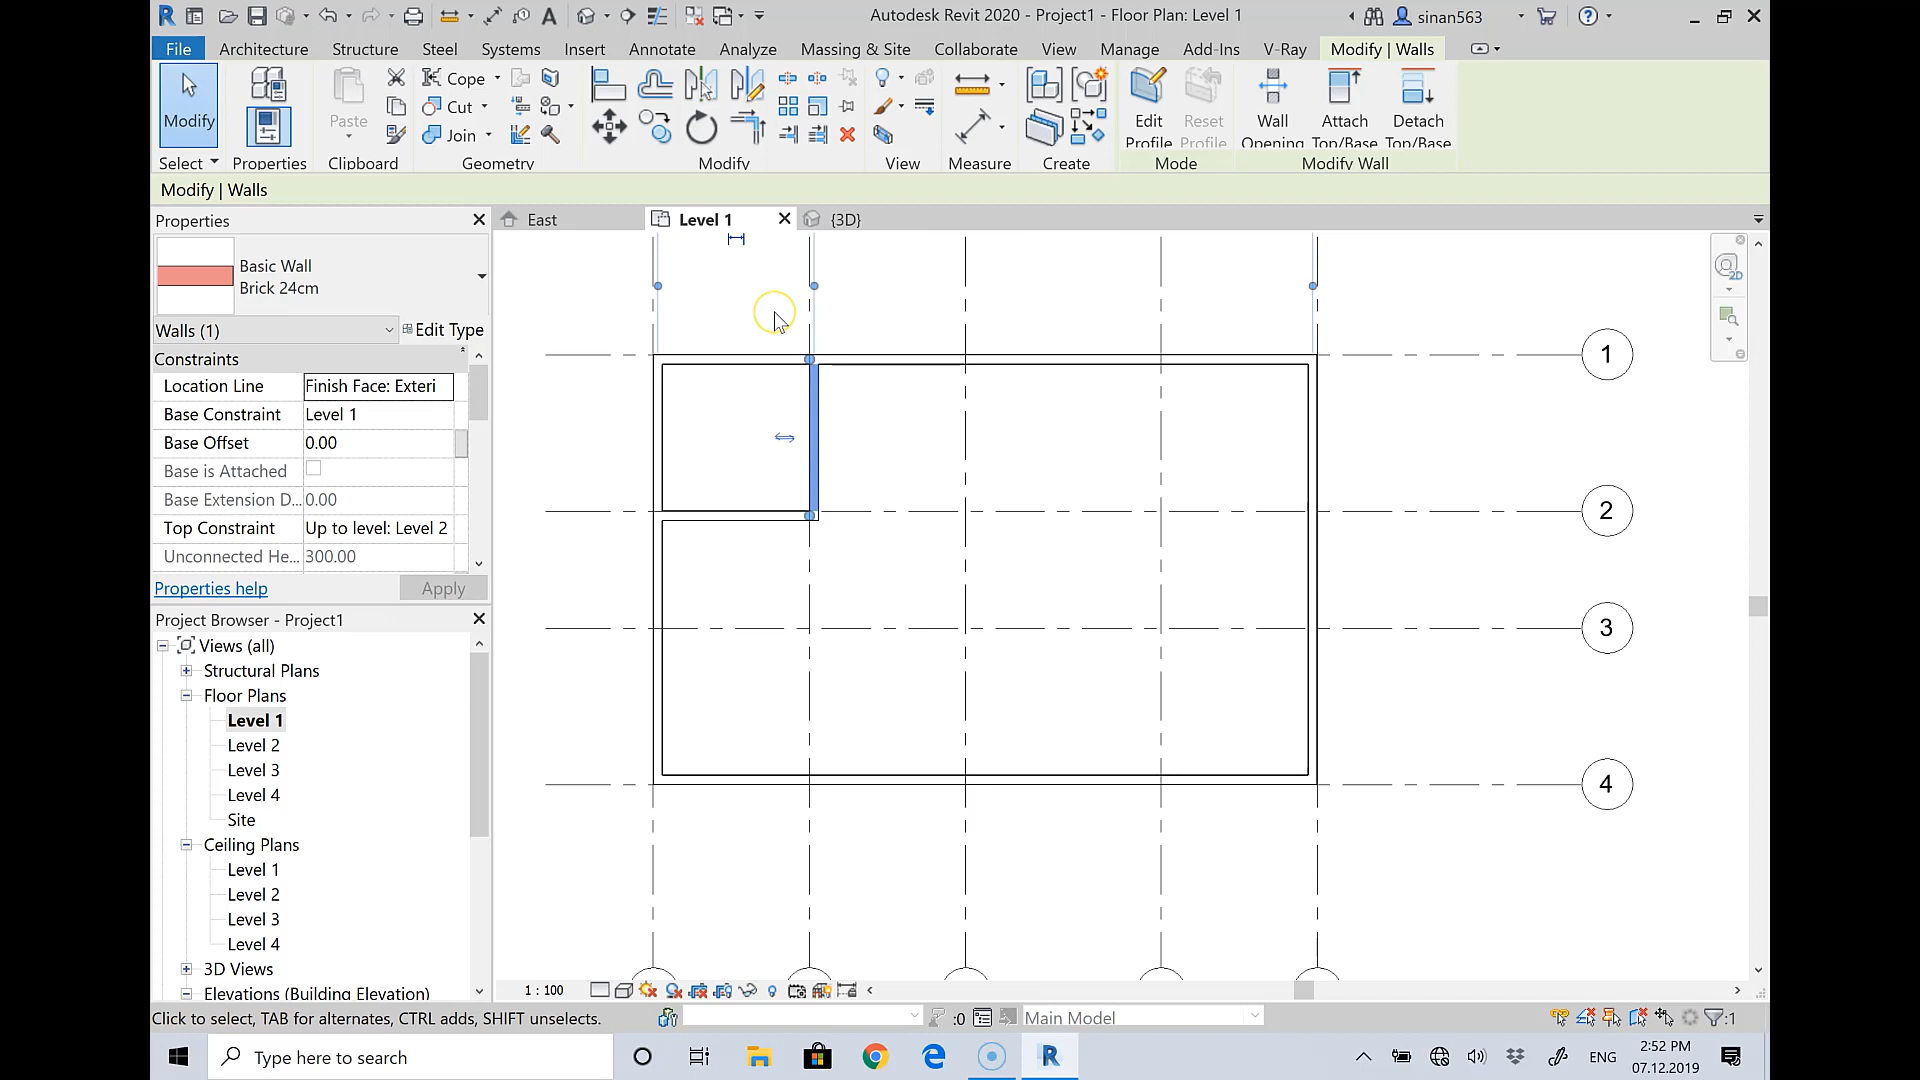 Autodesk Revit 2020 - Project1 - Floor Plan: Level 1
sinan563
File Architecture Structure Steel Systems Insert Annotate Analyze Massing & Site Collaborate View Manage Add-Ins V-Ray Modify | Walls
Modify
Paste
Cope
Cut
Join
Edit
Profile
Reset
Profile
Wall
Opening
Attach
Top/Base
Detach
Top/Base
Select Properties Clipboard Geometry Modify View Measure Create Mode Modify Wall
Modify | Walls
Properties
East Level 1 {3D}
Basic Wall
Brick 24cm
Walls (1) Edit Type
Constraints
Location Line Finish Face: Exteri
Base Constraint Level 1
Base Offset 0.00
Base is Attached
Base Extension D... 0.00
Top Constraint Up to level: Level 2
Unconnected He... 300.00
Properties help Apply
Project Browser - Project1
Views (all)
Structural Plans
Floor Plans
Level 1
Level 2
Level 3
Level 4
Site
Ceiling Plans
Level 1
Level 2
Level 3
Level 4
3D Views
Elevations (Building Elevation)
2D
1
2
3
4
1 : 100
Click to select, TAB for alternates, CTRL adds, SHIFT unselects.
:0
Main Model
:1
Type here to search
ENG
2:52 PM
07.12.2019